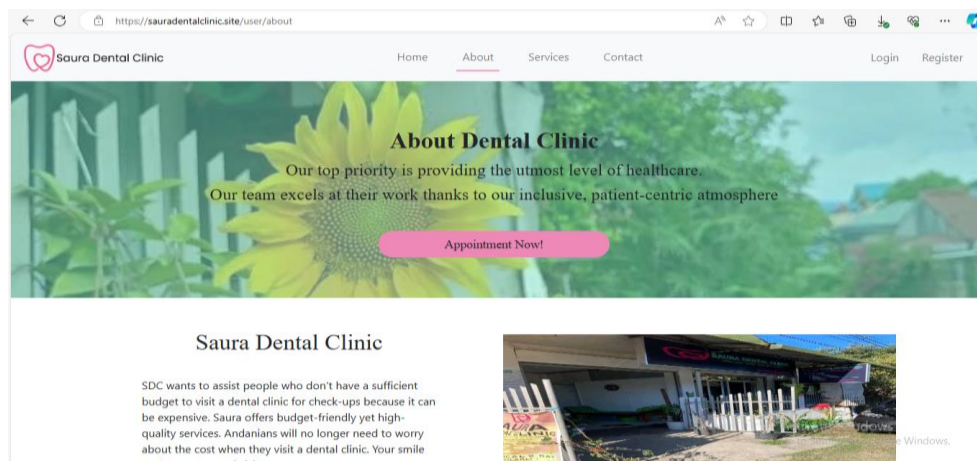 https://sauradentalclinic.site/user/about
Saura Dental Clinic
Home About Services Contact
Login Register
About Dental Clinic
Our top priority is providing the utmost level of healthcare.
Our team excels at their work thanks to our inclusive, patient-centric atmosphere
Appointment Now!
Saura Dental Clinic
SDC wants to assist people who don't have a sufficient
budget to visit a dental clinic for check-ups because it can
be expensive. Saura offers budget-friendly yet high-
quality services. Andanians will no longer need to worry
about the cost when they visit a dental clinic. Your smile
SAURA DENTAL CLINIC
Windows.